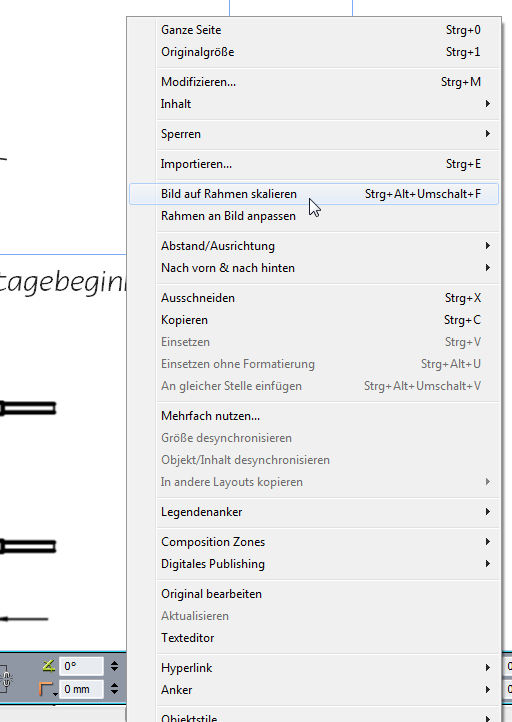 Ganze Seite Strg+0
Originalgröße Strg+1
Modifizieren... Strg+M
Inhalt
Sperren
Importieren... Strg+E
Bild auf Rahmen skalieren Strg+Alt+Umschalt+F
Rahmen an Bild anpassen
Abstand/Ausrichtung
Nach vorn & nach hinten
tagebeginn
Ausschneiden Strg+X
Kopieren Strg+C
Einsetzen Strg+V
Einsetzen ohne Formatierung Strg+Alt+U
An gleicher Stelle einfügen Strg+Alt+Umschalt+V
Mehrfach nutzen...
Größe desynchronisieren
Objekt/Inhalt desynchronisieren
In andere Layouts kopieren
Legendenanker
Composition Zones
Digitales Publishing
Original bearbeiten
Aktualisieren
Texteditor
0°
Hyperlink
0 mm
Anker
Objektstile